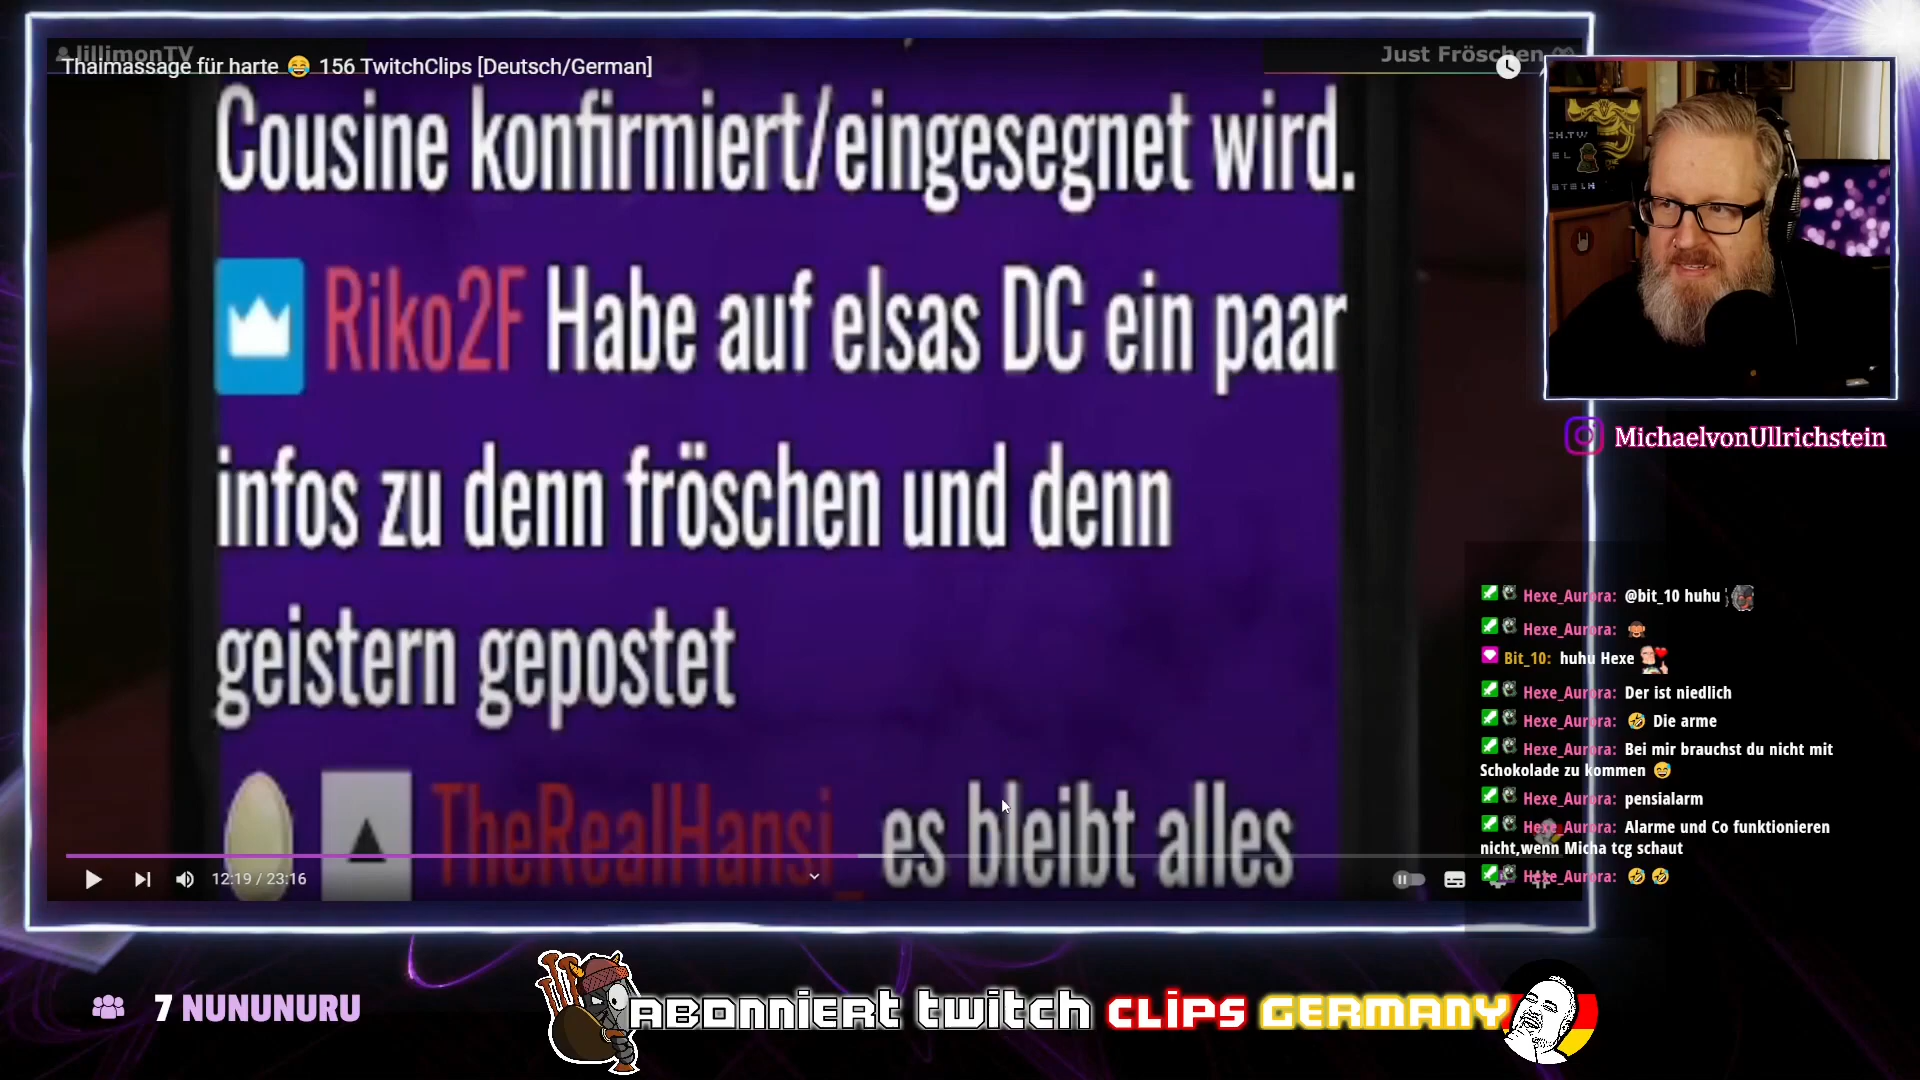 lillimonTV
Just Fröschen
Thaimassage für harte 😂 156 TwitchClips [Deutsch/German]
Cousine konfirmiert/eingesegnet wird.
Riko2F Habe auf elsas DC ein paar
infos zu denn fröschen und denn
geistern gepostet
TheRealHansi_ es bleibt alles
12:19 / 23:16
CH.TW
MichaelvonUllrichstein
Hexe_Aurora: @bit_10 huhu
Hexe_Aurora: 🙊
Bit_10: huhu Hexe
Hexe_Aurora: Der ist niedlich
Hexe_Aurora: 🤣 Die arme
Hexe_Aurora: Bei mir brauchst du nicht mit
Schokolade zu kommen 😅
Hexe_Aurora: pensialarm
Hexe_Aurora: Alarme und Co funktionieren
nicht,wenn Micha tcg schaut
Hexe_Aurora: 🤣 🤣
7 NUNUNURU
ABONNIERT twitch CLIPS GERMANY